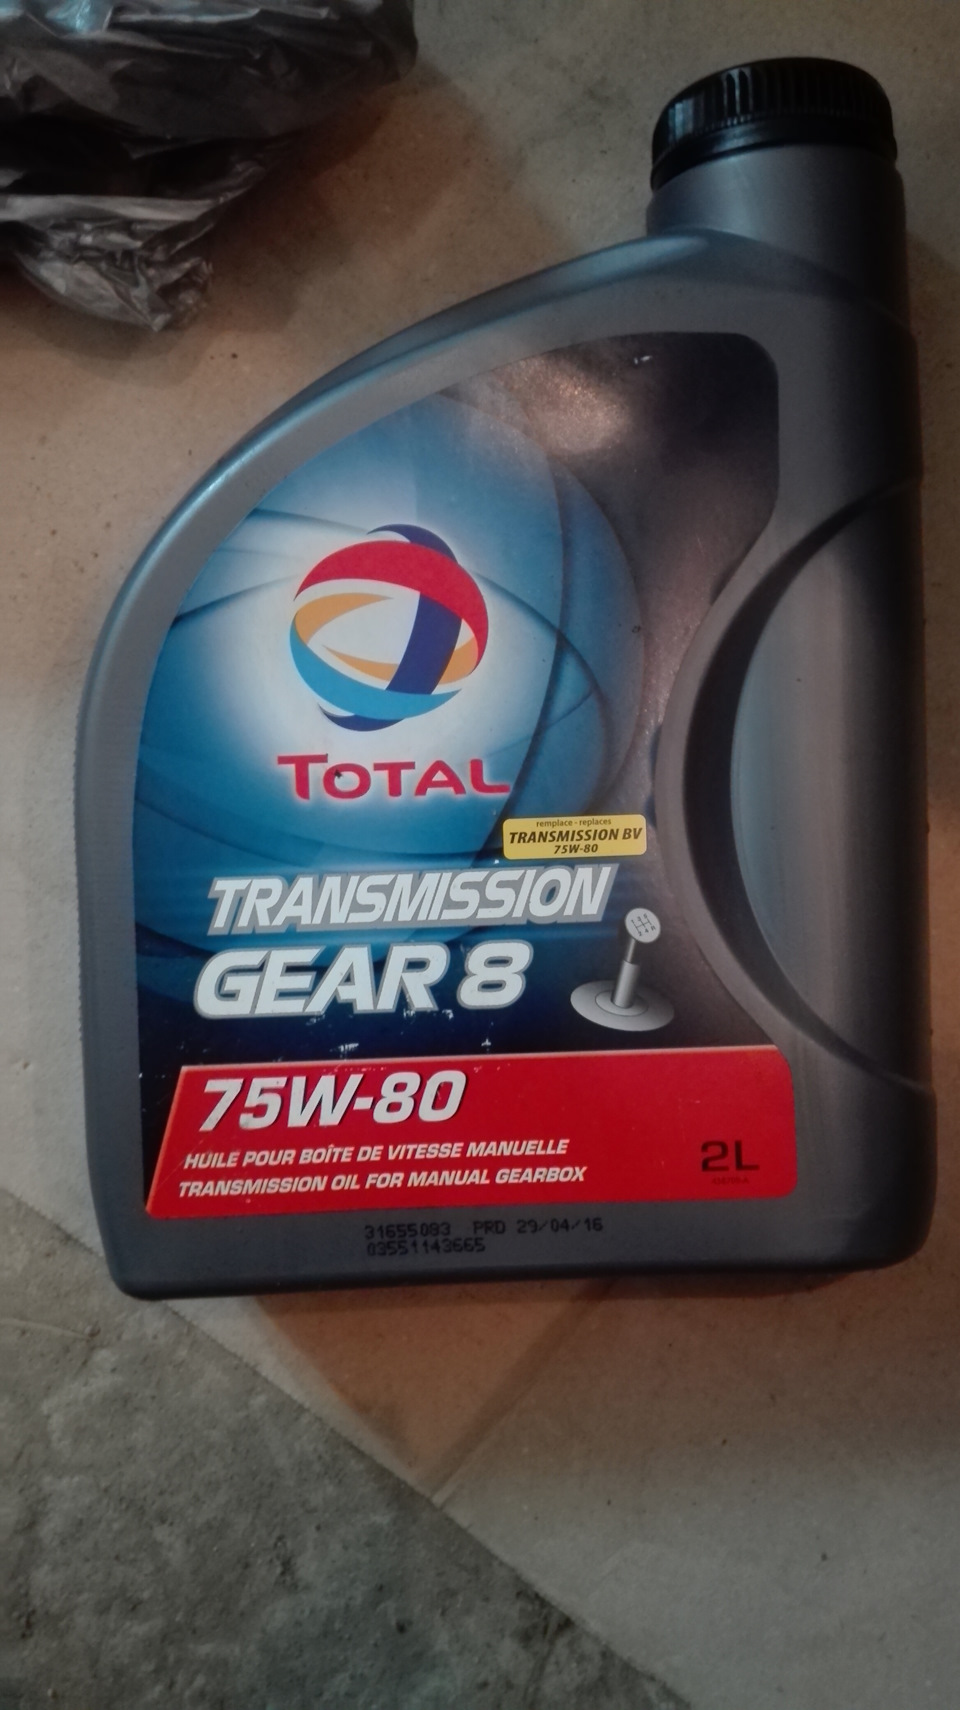 TOTAL
remplace - replaces
TRANSMISSION BV
75W-80
TRANSMISSION
GEAR 8
75W-80
HUILE POUR BOÎTE DE VITESSE MANUELLE
TRANSMISSION OIL FOR MANUAL GEARBOX
2L
31655083 PRD 29/04/16
03551143665